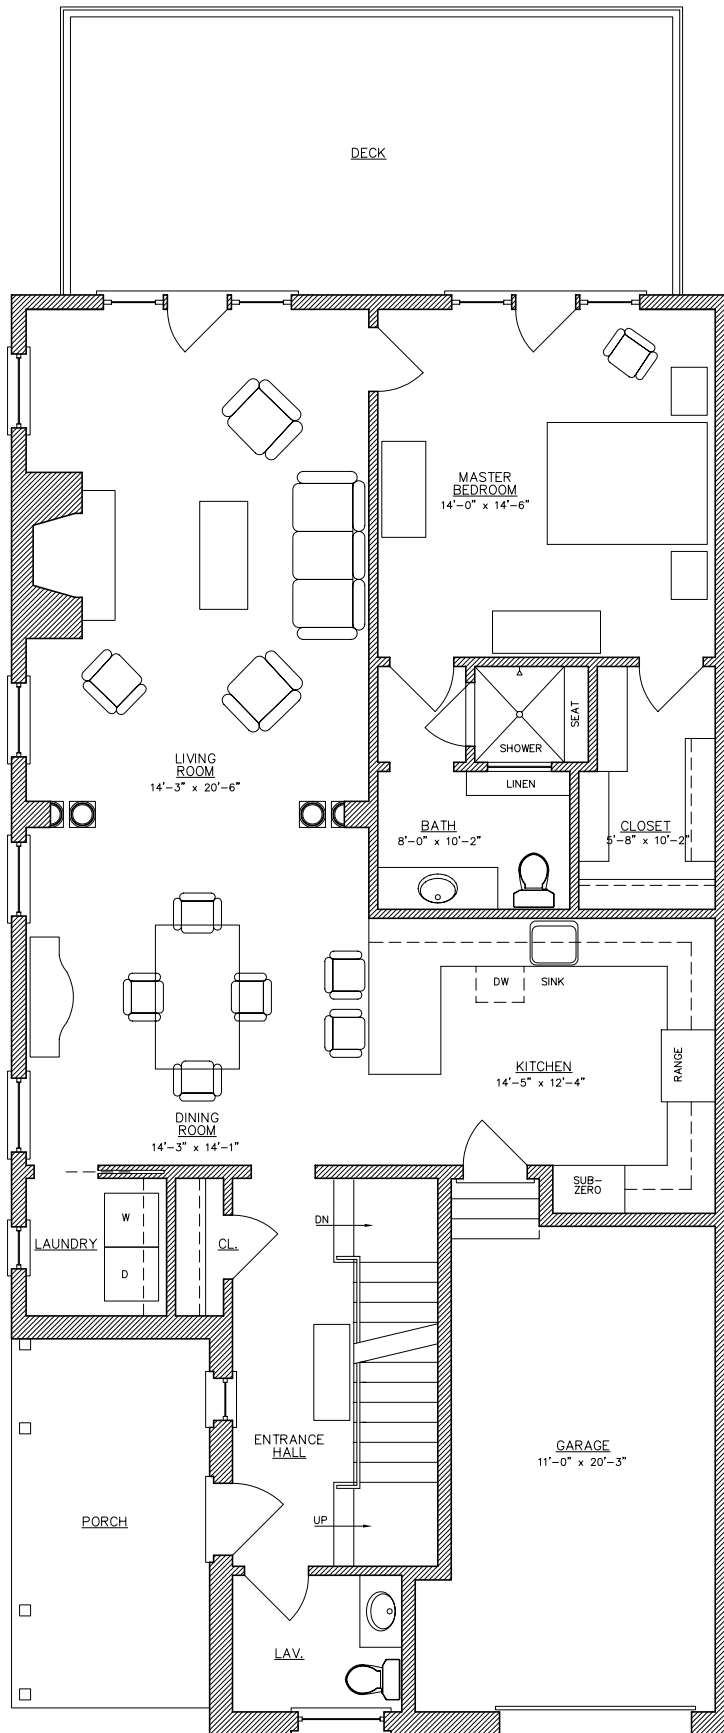 DECK
MASTER
BEDROOM
14'-0" x 14'-6"
LIVING
ROOM
14'-3" x 20'-6"
SHOWER
SEAT
LINEN
BATH
8'-0" x 10'-2"
CLOSET
5'-8" x 10'-2"
DW
SINK
KITCHEN
14'-5" x 12'-4"
RANGE
DINING
ROOM
14'-3" x 14'-1"
SUB-
ZERO
LAUNDRY
W
D
CL.
DN
ENTRANCE
HALL
GARAGE
11'-0" x 20'-3"
PORCH
UP
LAV.